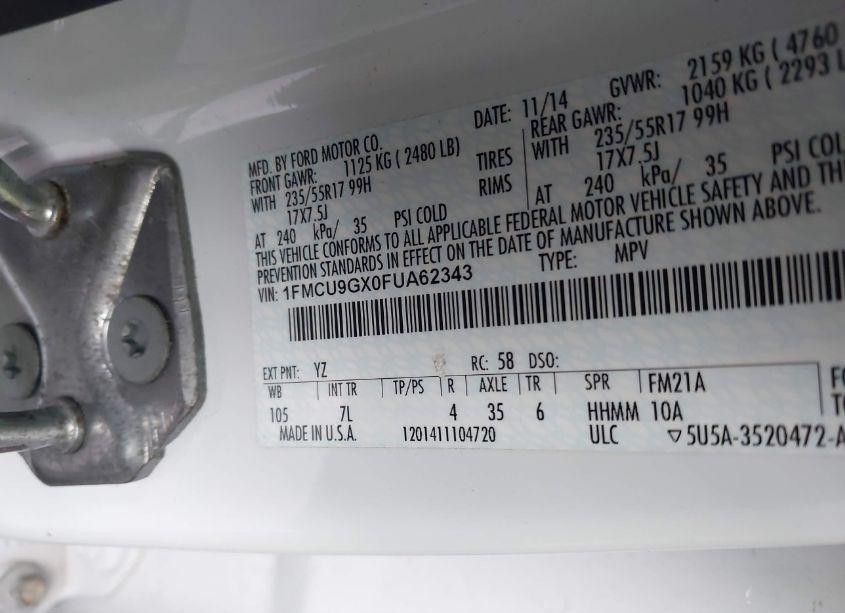 MFD. BY FORD MOTOR CO. DATE: 11/14 GVWR: 2159 KG ( 4760
FRONT GAWR: 1125 KG ( 2480 LB) REAR GAWR: 1040 KG ( 2293 L
WITH 235/55R17 99H TIRES WITH 235/55R17 99H
17X7.5J RIMS 17X7.5J
AT 240 kPa/ 35 PSI COLD AT 240 kPa/ 35 PSI COL
THIS VEHICLE CONFORMS TO ALL APPLICABLE FEDERAL MOTOR VEHICLE SAFETY AND THE
PREVENTION STANDARDS IN EFFECT ON THE DATE OF MANUFACTURE SHOWN ABOVE.
VIN: 1FMCU9GX0FUA62343 TYPE: MPV
EXT PNT: YZ RC: 58 DSO:
WB INT TR TP/PS R AXLE TR SPR FM21A
105 7L 4 35 6 HHMM 10A
MADE IN U.S.A. 1201411104720 ULC ▽5U5A-3520472-A